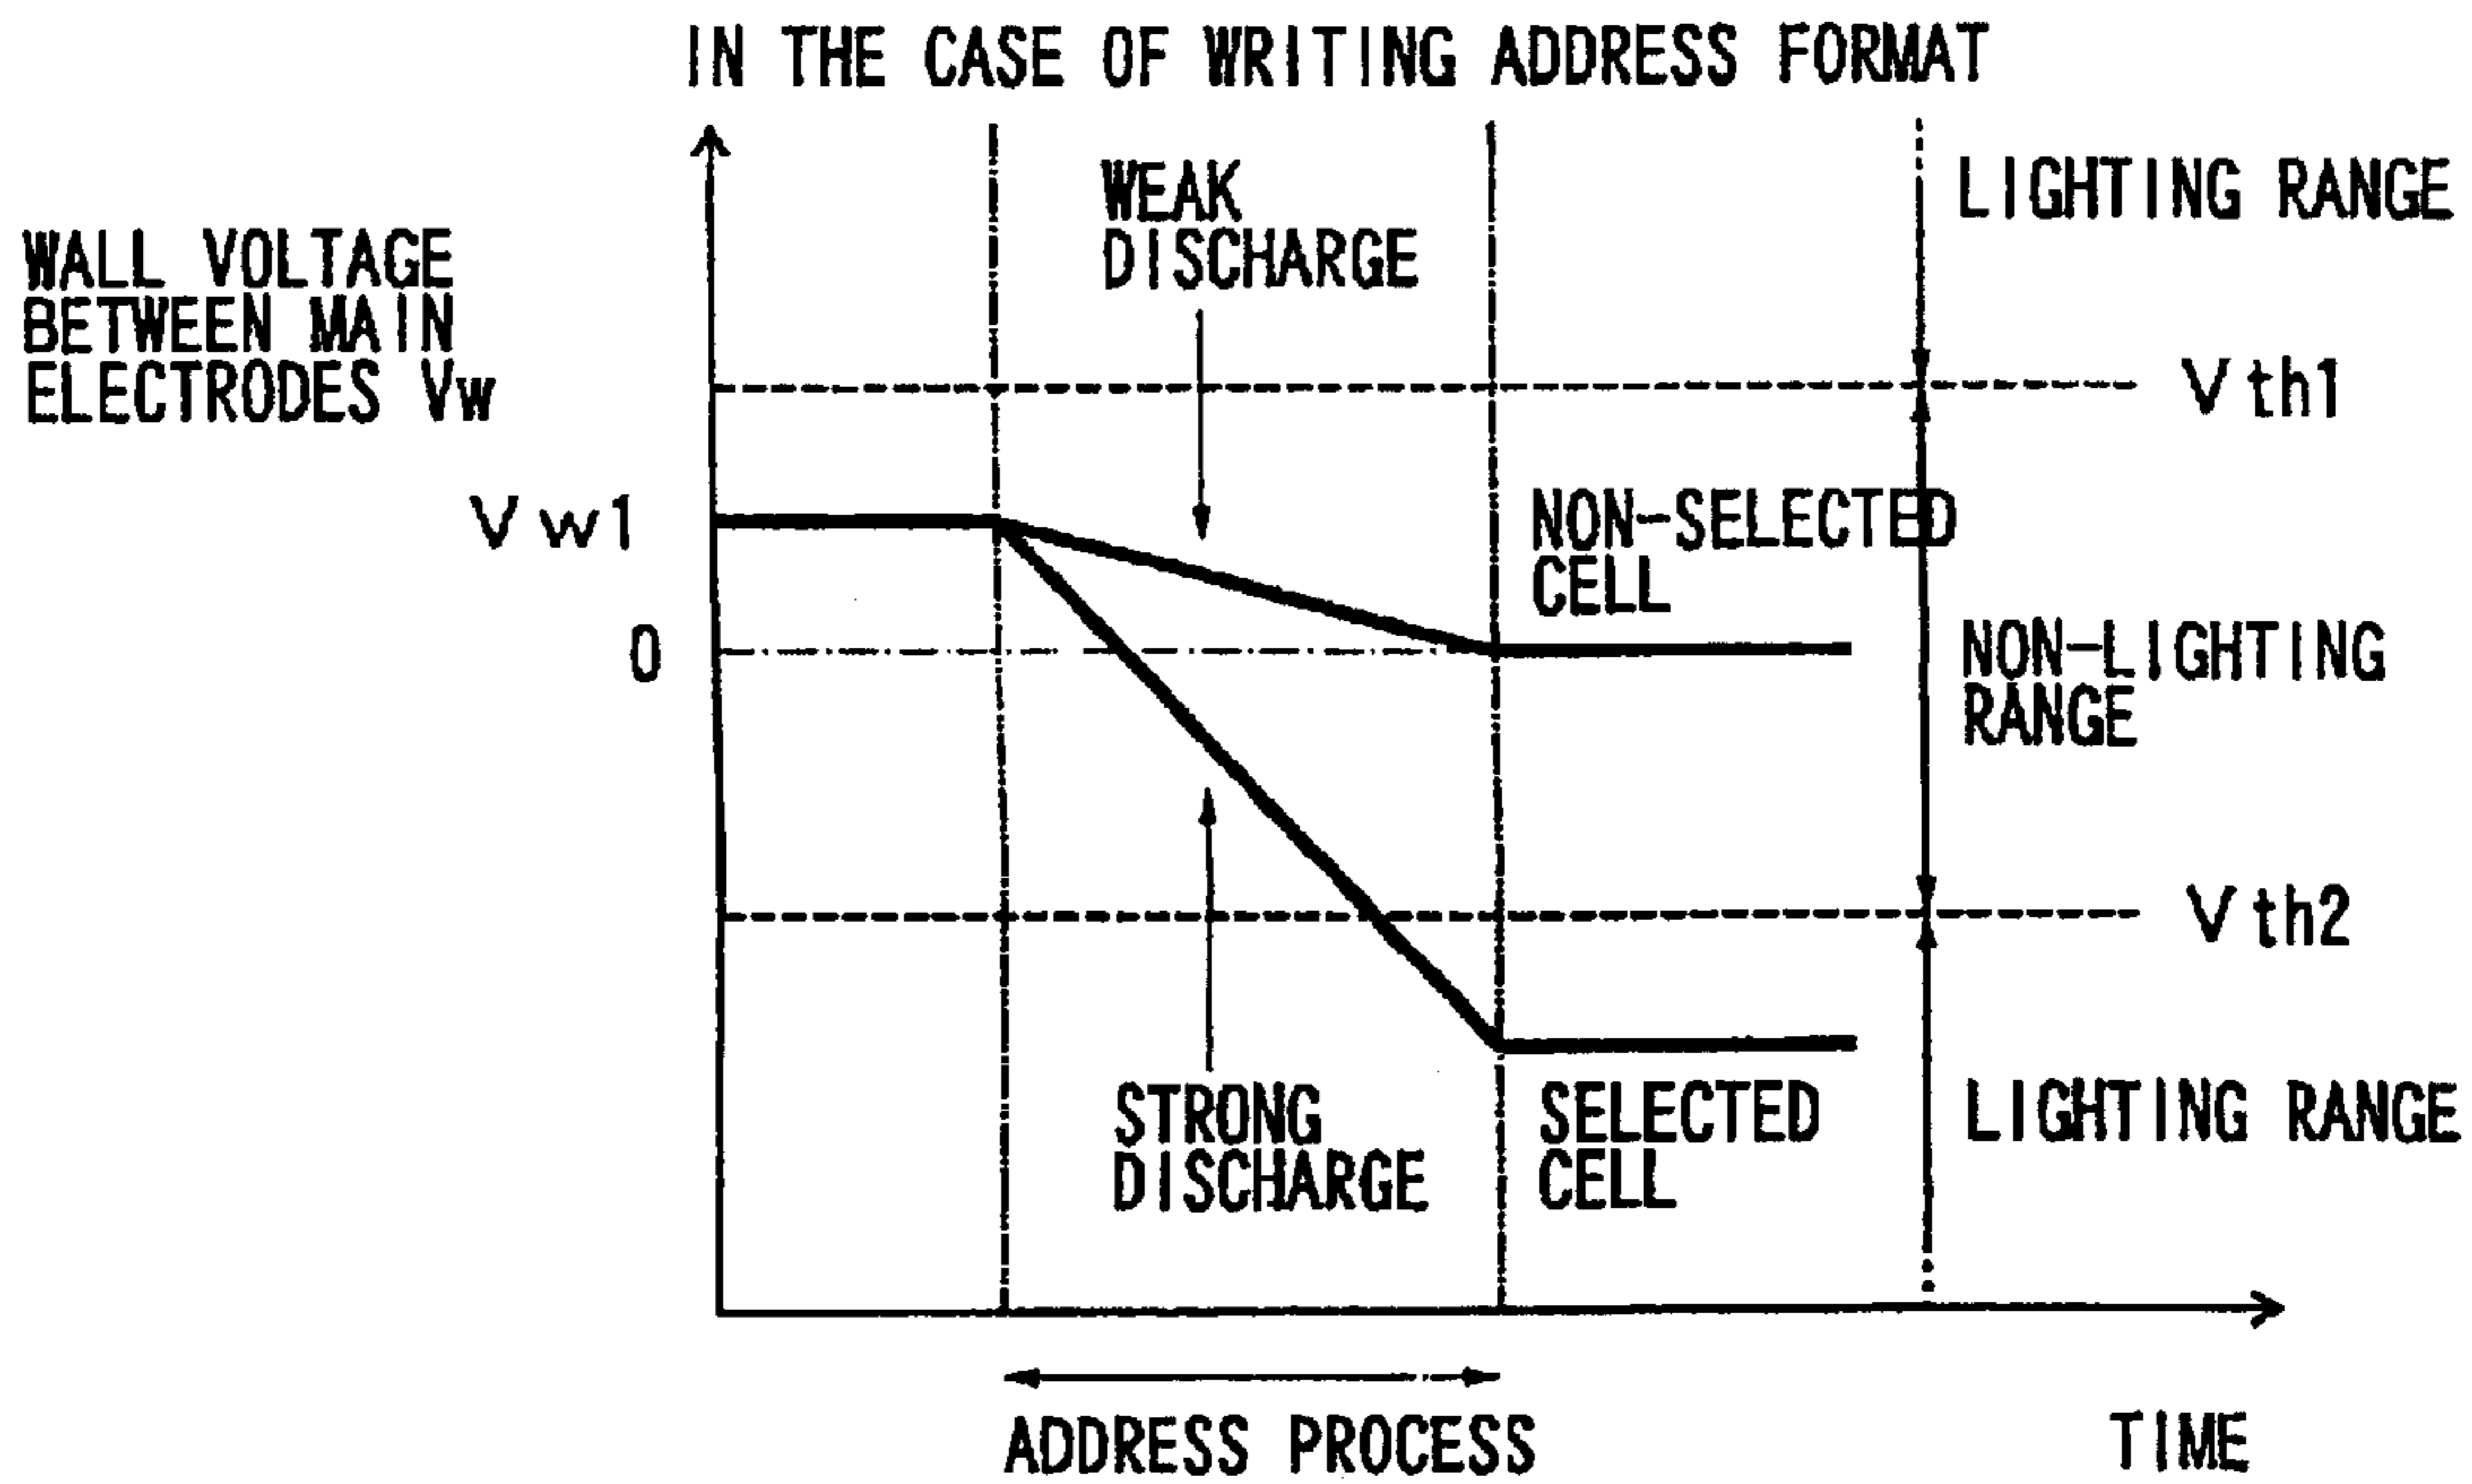 IN THE CASE OF WRITING ADDRESS FORMAT
WEAK
DISCHARGE
LIGHTING RANGE
WALL VOLTAGE
BETWEEN MAIN
ELECTRODES Vw
Vth1
Vw1
NON-SELECTED
CELL
0
NON-LIGHTING
RANGE
Vth2
STRONG
DISCHARGE
SELECTED
CELL
LIGHTING RANGE
ADDRESS PROCESS
TIME